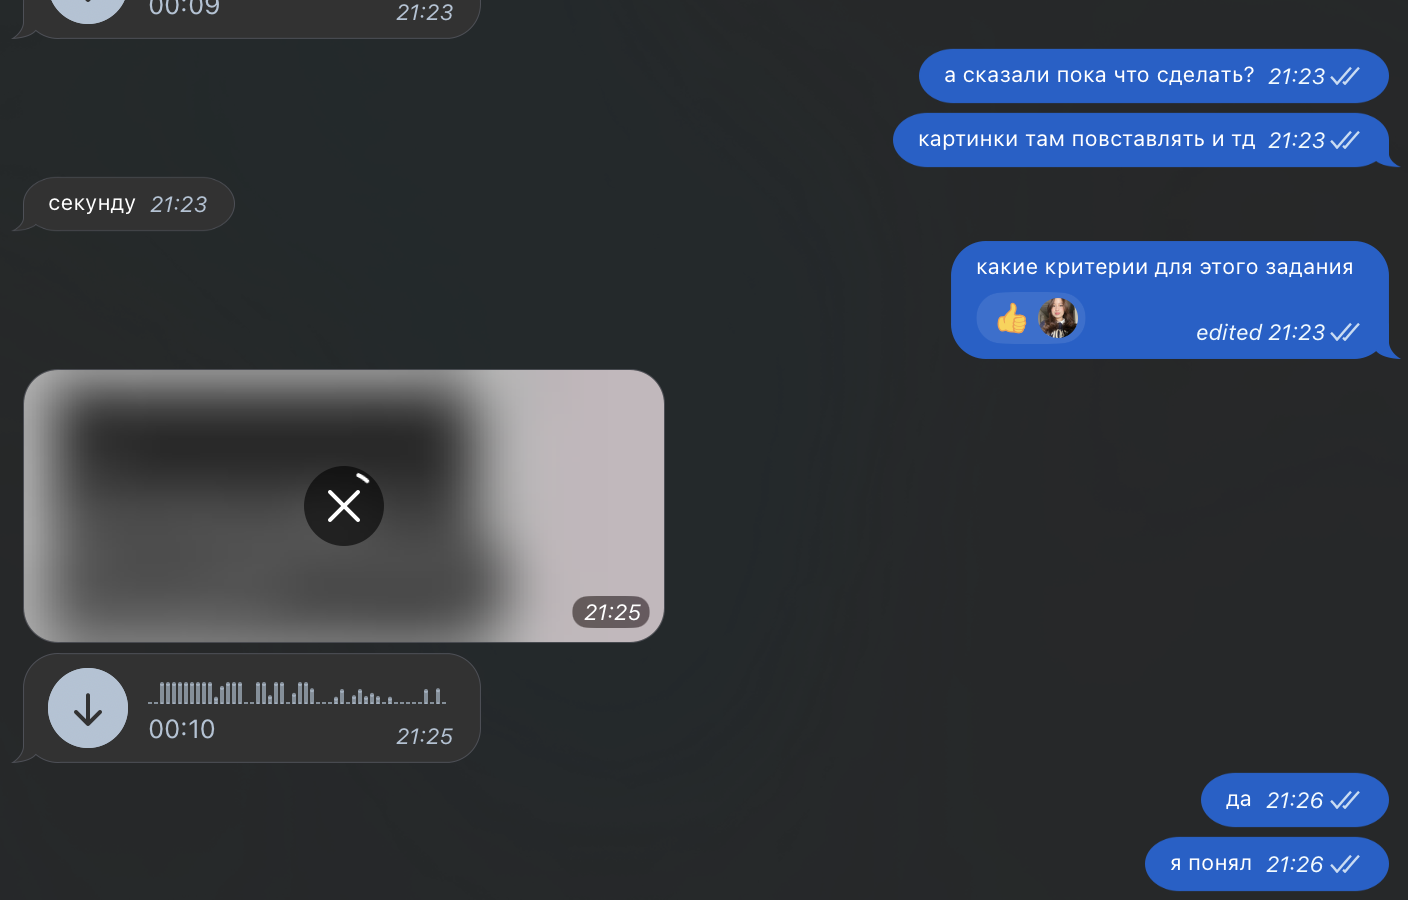 00:09 21:23
а сказали пока что сделать? 21:23
картинки там повставлять и тд 21:23
секунду 21:23
какие критерии для этого задания
edited 21:23
21:25
00:10 21:25
да 21:26
я понял 21:26